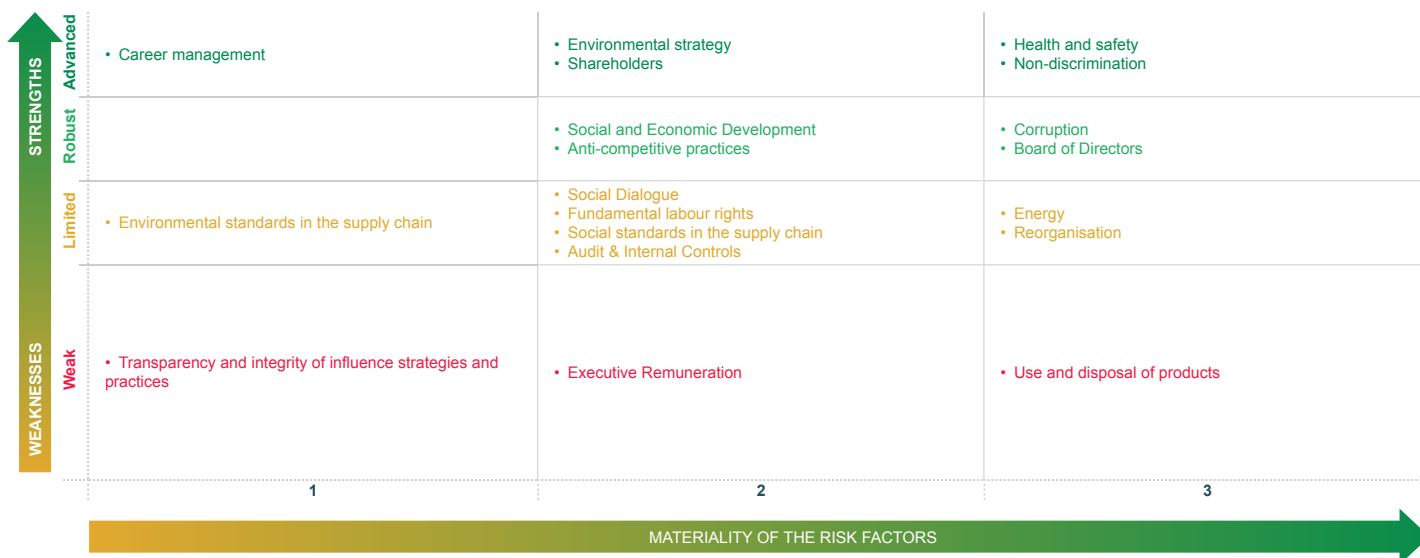 STRENGTHS
WEAKNESSES
Advanced
• Career management
• Environmental strategy
• Shareholders
• Health and safety
• Non-discrimination
Robust
• Social and Economic Development
• Anti-competitive practices
• Corruption
• Board of Directors
Limited
• Environmental standards in the supply chain
• Social Dialogue
• Fundamental labour rights
• Social standards in the supply chain
• Audit & Internal Controls
• Energy
• Reorganisation
Weak
• Transparency and integrity of influence strategies and
practices
• Executive Remuneration
• Use and disposal of products
1
2
3
MATERIALITY OF THE RISK FACTORS